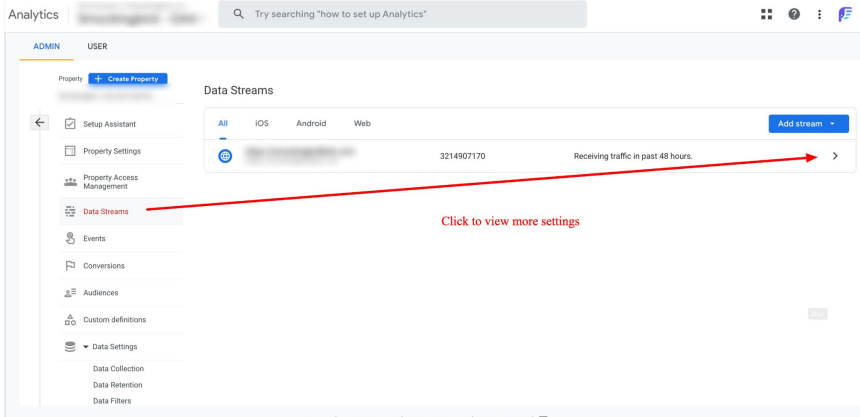 Analytics
Try searching "how to set up Analytics"
ADMIN USER
Property + Create Property
Data Streams
All iOS Android Web
Add stream
Setup Assistant
3214907170 Receiving traffic in past 48 hours.
Property Settings
Property Access
Management
Data Streams
Click to view more settings
Events
Conversions
Audiences
Custom definitions
Data Settings
Data Collection
Data Retention
Data Filters